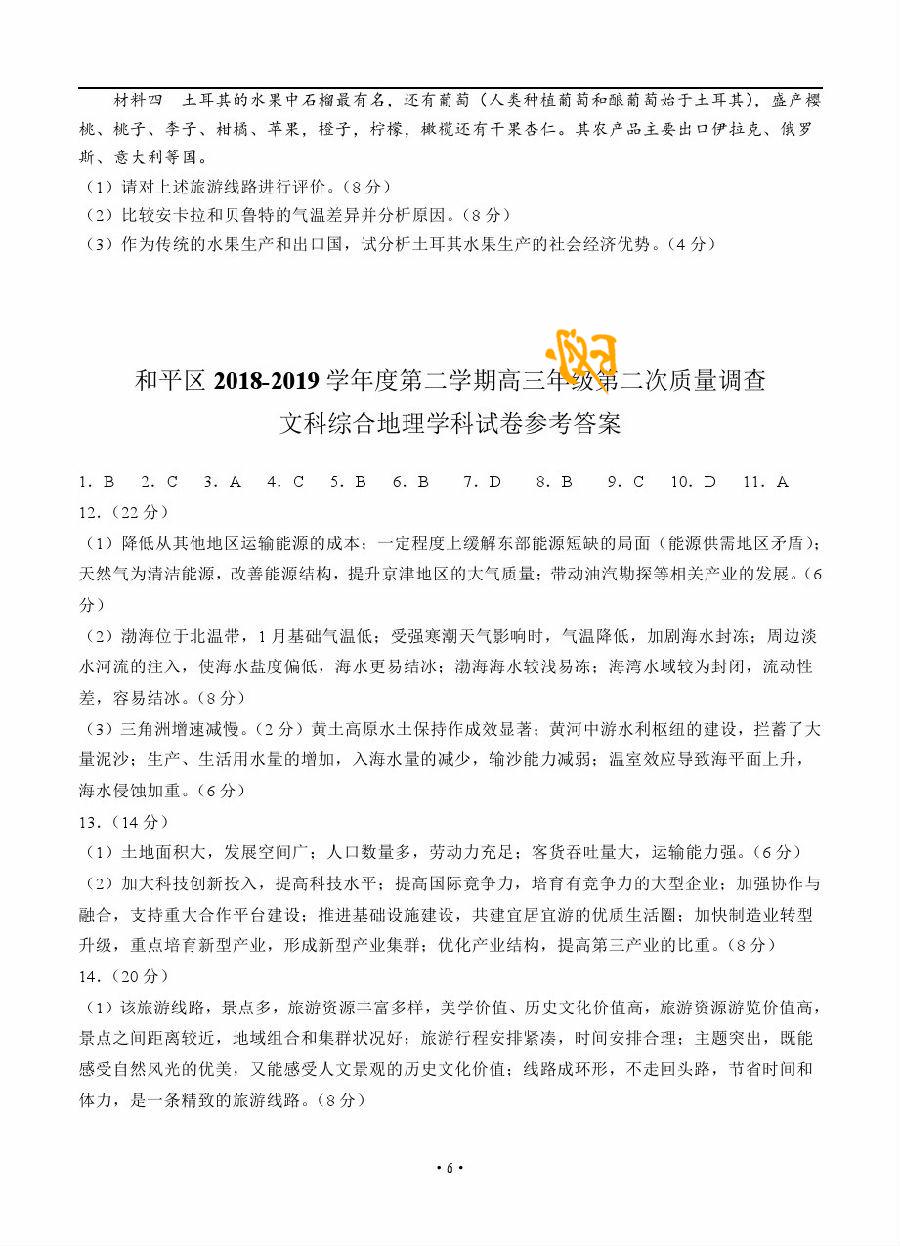 材料四 土耳其的水果中石榴最有名，还有葡萄（人类种植葡萄和酿葡萄始于土耳其），盛产樱
桃、桃子、李子、柑橘、苹果，橙子，柠檬，橄榄还有干果杏仁。其农产品主要出口伊拉克、俄罗
斯、意大利等国。
（1）请对上述旅游线路进行评价。（8分）
（2）比较安卡拉和贝鲁特的气温差异并分析原因。（8分）
（3）作为传统的水果生产和出口国，试分析土耳其水果生产的社会经济优势。（4分）
和平区 2018-2019 学年度第二学期高三年级第二次质量调查
文科综合地理学科试卷参考答案
1．B 2．C 3．A 4．C 5．B 6．B 7．D 8．B 9．C 10．D 11．A
12．（22分）
（1）降低从其他地区运输能源的成本；一定程度上缓解东部能源短缺的局面（能源供需地区矛盾）；
天然气为清洁能源，改善能源结构，提升京津地区的大气质量；带动油汽勘探等相关产业的发展。（6
分）
（2）渤海位于北温带，1月基础气温低；受强寒潮天气影响时，气温降低，加剧海水封冻；周边淡
水河流的注入，使海水盐度偏低，海水更易结冰；渤海海水较浅易冻；海湾水域较为封闭，流动性
差，容易结冰。（8分）
（3）三角洲增速减慢。（2分）黄土高原水土保持作成效显著；黄河中游水利枢纽的建设，拦蓄了大
量泥沙；生产、生活用水量的增加，入海水量的减少，输沙能力减弱；温室效应导致海平面上升，
海水侵蚀加重。（6分）
13．（14分）
（1）土地面积大，发展空间广；人口数量多，劳动力充足；客货吞吐量大，运输能力强。（6分）
（2）加大科技创新投入，提高科技水平；提高国际竞争力，培育有竞争力的大型企业；加强协作与
融合，支持重大合作平台建设；推进基础设施建设，共建宜居宜游的优质生活圈；加快制造业转型
升级，重点培育新型产业，形成新型产业集群；优化产业结构，提高第三产业的比重。（8分）
14．（20分）
（1）该旅游线路，景点多，旅游资源丰富多样，美学价值、历史文化价值高，旅游资源游览价值高，
景点之间距离较近，地域组合和集群状况好；旅游行程安排紧凑，时间安排合理；主题突出，既能
感受自然风光的优美，又能感受人文景观的历史文化价值；线路成环形，不走回头路，节省时间和
体力，是一条精致的旅游线路。（8分）
·6·